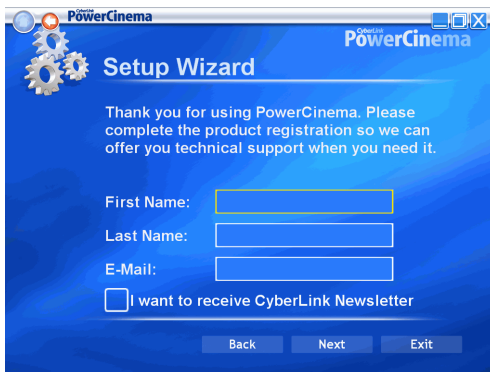 CyberLink
PowerCinema
CyberLink
PowerCinema
Setup Wizard
Thank you for using PowerCinema. Please
complete the product registration so we can
offer you technical support when you need it.
First Name:
Last Name:
E-Mail:
I want to receive CyberLink Newsletter
Back Next Exit